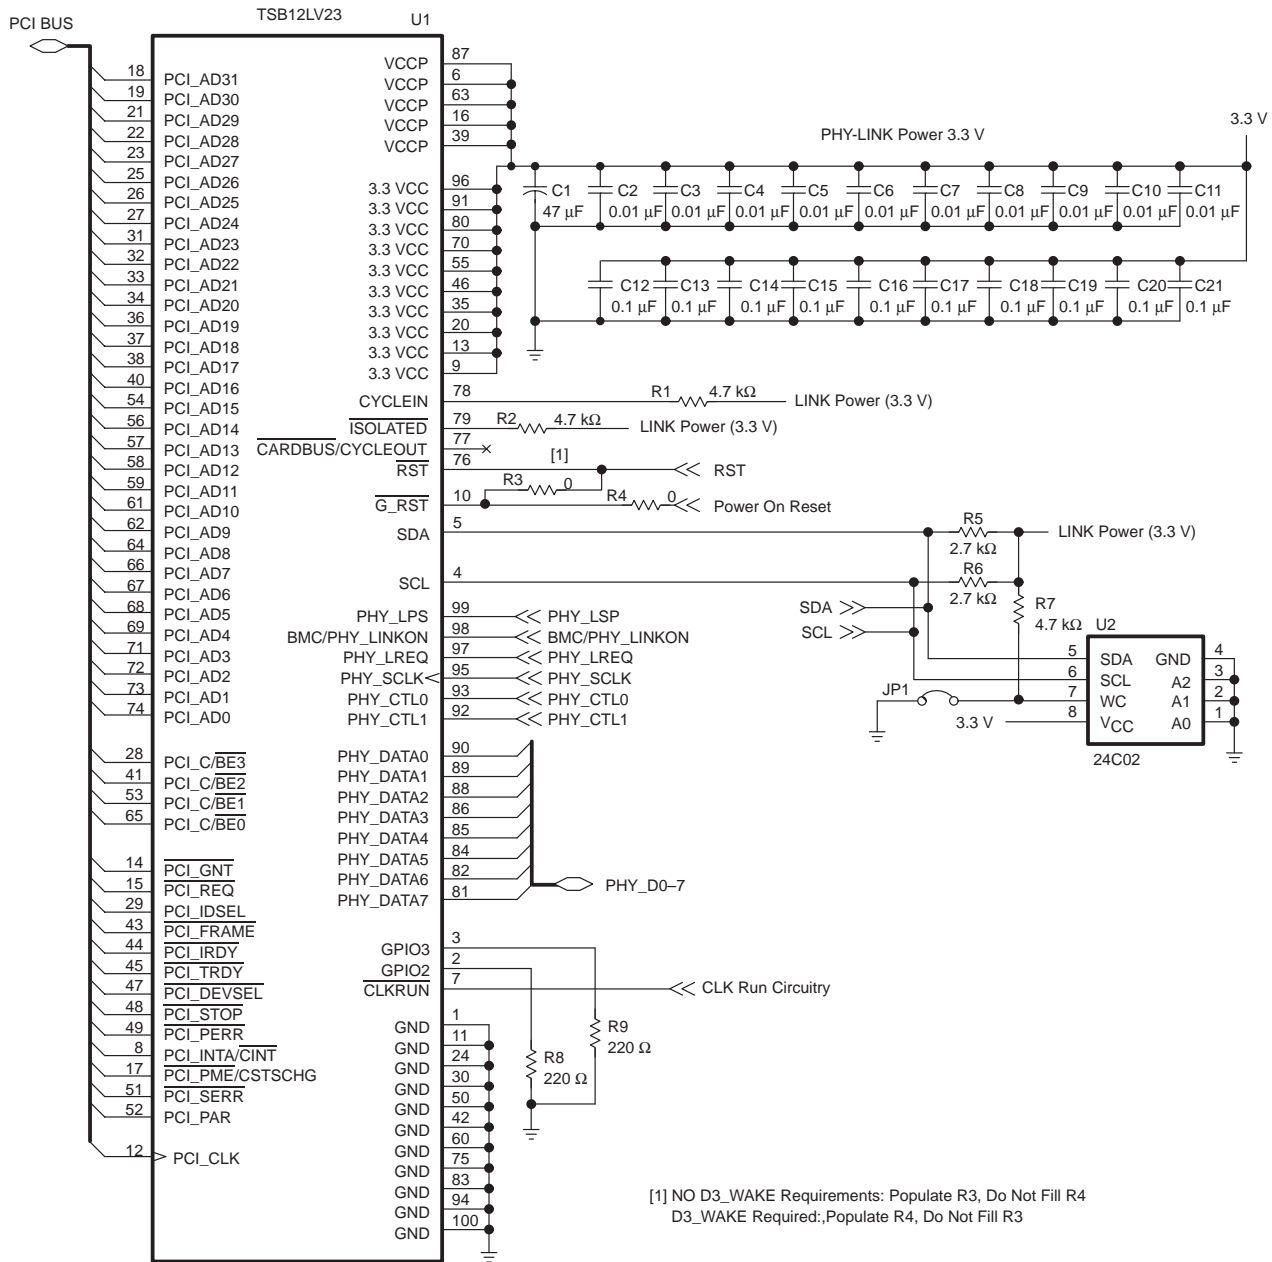 TSB12LV23
U1
PCI BUS
18 PCI_AD31
19 PCI_AD30
21 PCI_AD29
22 PCI_AD28
23 PCI_AD27
25 PCI_AD26
26 PCI_AD25
27 PCI_AD24
31 PCI_AD23
32 PCI_AD22
33 PCI_AD21
34 PCI_AD20
36 PCI_AD19
37 PCI_AD18
38 PCI_AD17
40 PCI_AD16
54 PCI_AD15
56 PCI_AD14
57 PCI_AD13
58 PCI_AD12
59 PCI_AD11
61 PCI_AD10
62 PCI_AD9
64 PCI_AD8
66 PCI_AD7
67 PCI_AD6
68 PCI_AD5
69 PCI_AD4
71 PCI_AD3
72 PCI_AD2
73 PCI_AD1
74 PCI_AD0
28 PCI_C/BE3
41 PCI_C/BE2
53 PCI_C/BE1
65 PCI_C/BE0
14 PCI_GNT
15 PCI_REQ
29 PCI_IDSEL
43 PCI_FRAME
44 PCI_IRDY
45 PCI_TRDY
47 PCI_DEVSEL
48 PCI_STOP
49 PCI_PERR
8 PCI_INTA/CINT
17 PCI_PME/CSTSCHG
51 PCI_SERR
52 PCI_PAR
12 PCI_CLK
VCCP 87
VCCP 6
VCCP 63
VCCP 16
VCCP 39
3.3 VCC 96
3.3 VCC 91
3.3 VCC 80
3.3 VCC 70
3.3 VCC 55
3.3 VCC 46
3.3 VCC 35
3.3 VCC 20
3.3 VCC 13
3.3 VCC 9
PHY-LINK Power 3.3 V
3.3 V
C1 C2 C3 C4 C5 C6 C7 C8 C9 C10 C11
47 μF 0.01 μF 0.01 μF 0.01 μF 0.01 μF 0.01 μF 0.01 μF 0.01 μF 0.01 μF 0.01 μF 0.01 μF
C12 C13 C14 C15 C16 C17 C18 C19 C20 C21
0.1 μF 0.1 μF 0.1 μF 0.1 μF 0.1 μF 0.1 μF 0.1 μF 0.1 μF 0.1 μF 0.1 μF
CYCLEIN 78 R1 4.7 kΩ LINK Power (3.3 V)
ISOLATED 79 R2 4.7 kΩ LINK Power (3.3 V)
CARDBUS/CYCLEOUT 77
[1]
RST 76 RST
R3 0
G_RST 10 R4 0 Power On Reset
SDA 5 R5 2.7 kΩ LINK Power (3.3 V)
SCL 4 R6 2.7 kΩ
R7
4.7 kΩ
SDA
SCL
PHY_LPS 99 PHY_LSP
BMC/PHY_LINKON 98 BMC/PHY_LINKON
PHY_LREQ 97 PHY_LREQ
PHY_SCLK 95 PHY_SCLK
PHY_CTL0 93 PHY_CTL0
PHY_CTL1 92 PHY_CTL1
U2
5 SDA GND 4
6 SCL A2 3
JP1 7 WC A1 2
3.3 V 8 VCC A0 1
24C02
PHY_DATA0 90
PHY_DATA1 89
PHY_DATA2 88
PHY_DATA3 86
PHY_DATA4 85
PHY_DATA5 84
PHY_DATA6 82
PHY_DATA7 81
PHY_D0–7
GPIO3 3
GPIO2 2
CLKRUN 7 CLK Run Circuitry
R9
220 Ω
R8
220 Ω
GND 1
GND 11
GND 24
GND 30
GND 50
GND 42
GND 60
GND 75
GND 83
GND 94
GND 100
[1] NO D3_WAKE Requirements: Populate R3, Do Not Fill R4
D3_WAKE Required:,Populate R4, Do Not Fill R3